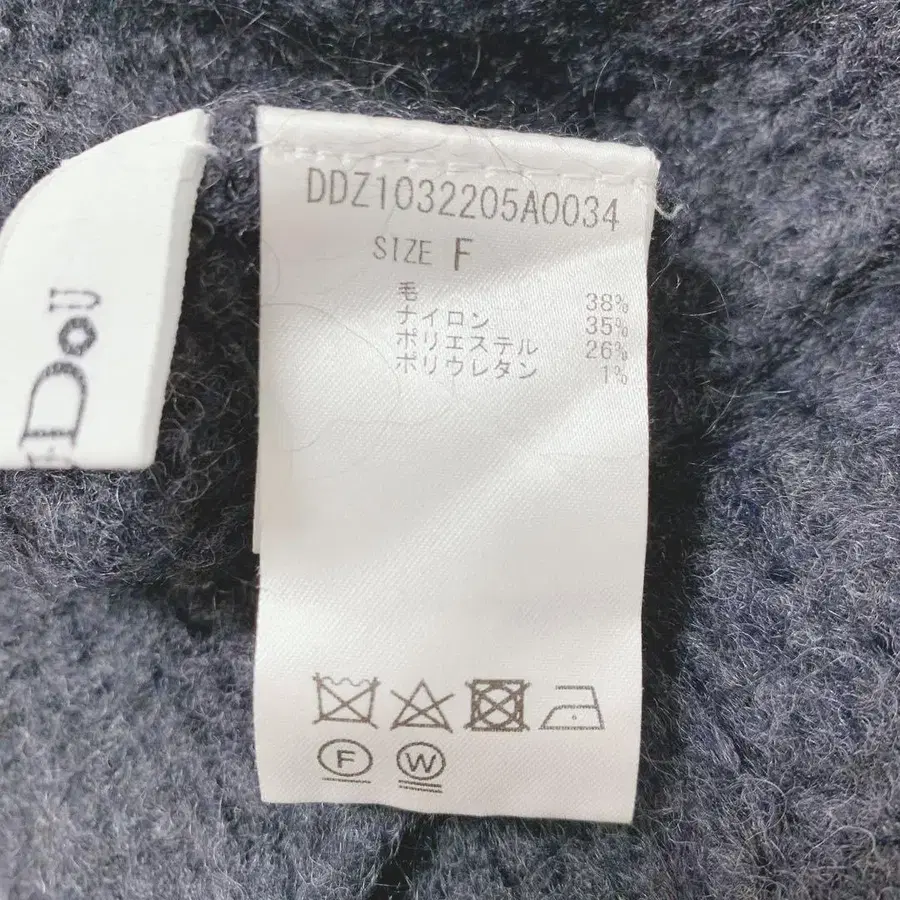 DDZ1032205A0034
SIZE F
毛 38%
ナイロン 35%
ポリエステル 26%
ポリウレタン 1%
F
W